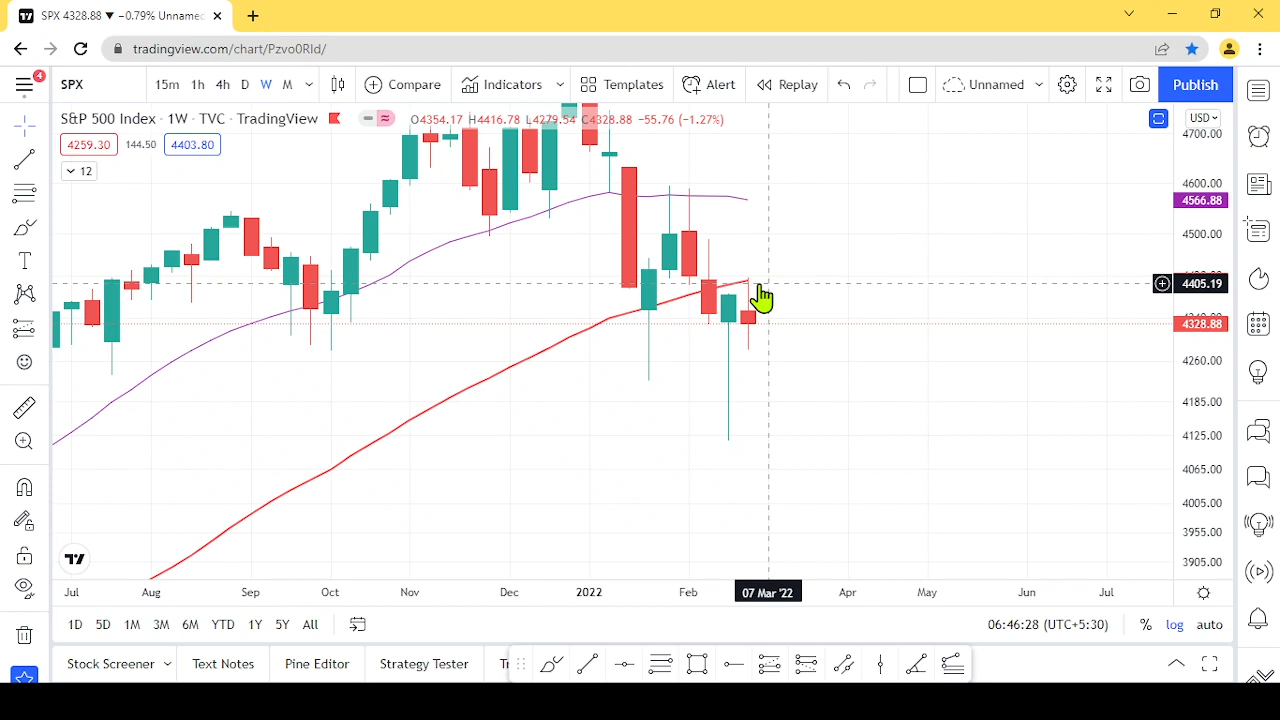 SPX 4328.88 ▼ −0.79% Unname
tradingview.com/chart/Pzvo0RId/
4
SPX
15m 1h 4h D W M
Compare
Indicators
Templates
Alert
Replay
Unnamed
Publish
S&P 500 Index · 1W · TVC · TradingView
O4354.17 H4416.78 L4279.54 C4328.88 −55.76 (−1.27%)
USD
4259.30 144.50 4403.80
12
4700.00
4600.00
4566.88
4500.00
4405.19
4328.88
4260.00
4185.00
4125.00
4065.00
4005.00
3955.00
3905.00
Jul Aug Sep Oct Nov Dec 2022 Feb 07 Mar '22 Apr May Jun Jul
1D 5D 1M 3M 6M YTD 1Y 5Y All
06:46:28 (UTC+5:30) % log auto
Stock Screener Text Notes Pine Editor Strategy Tester